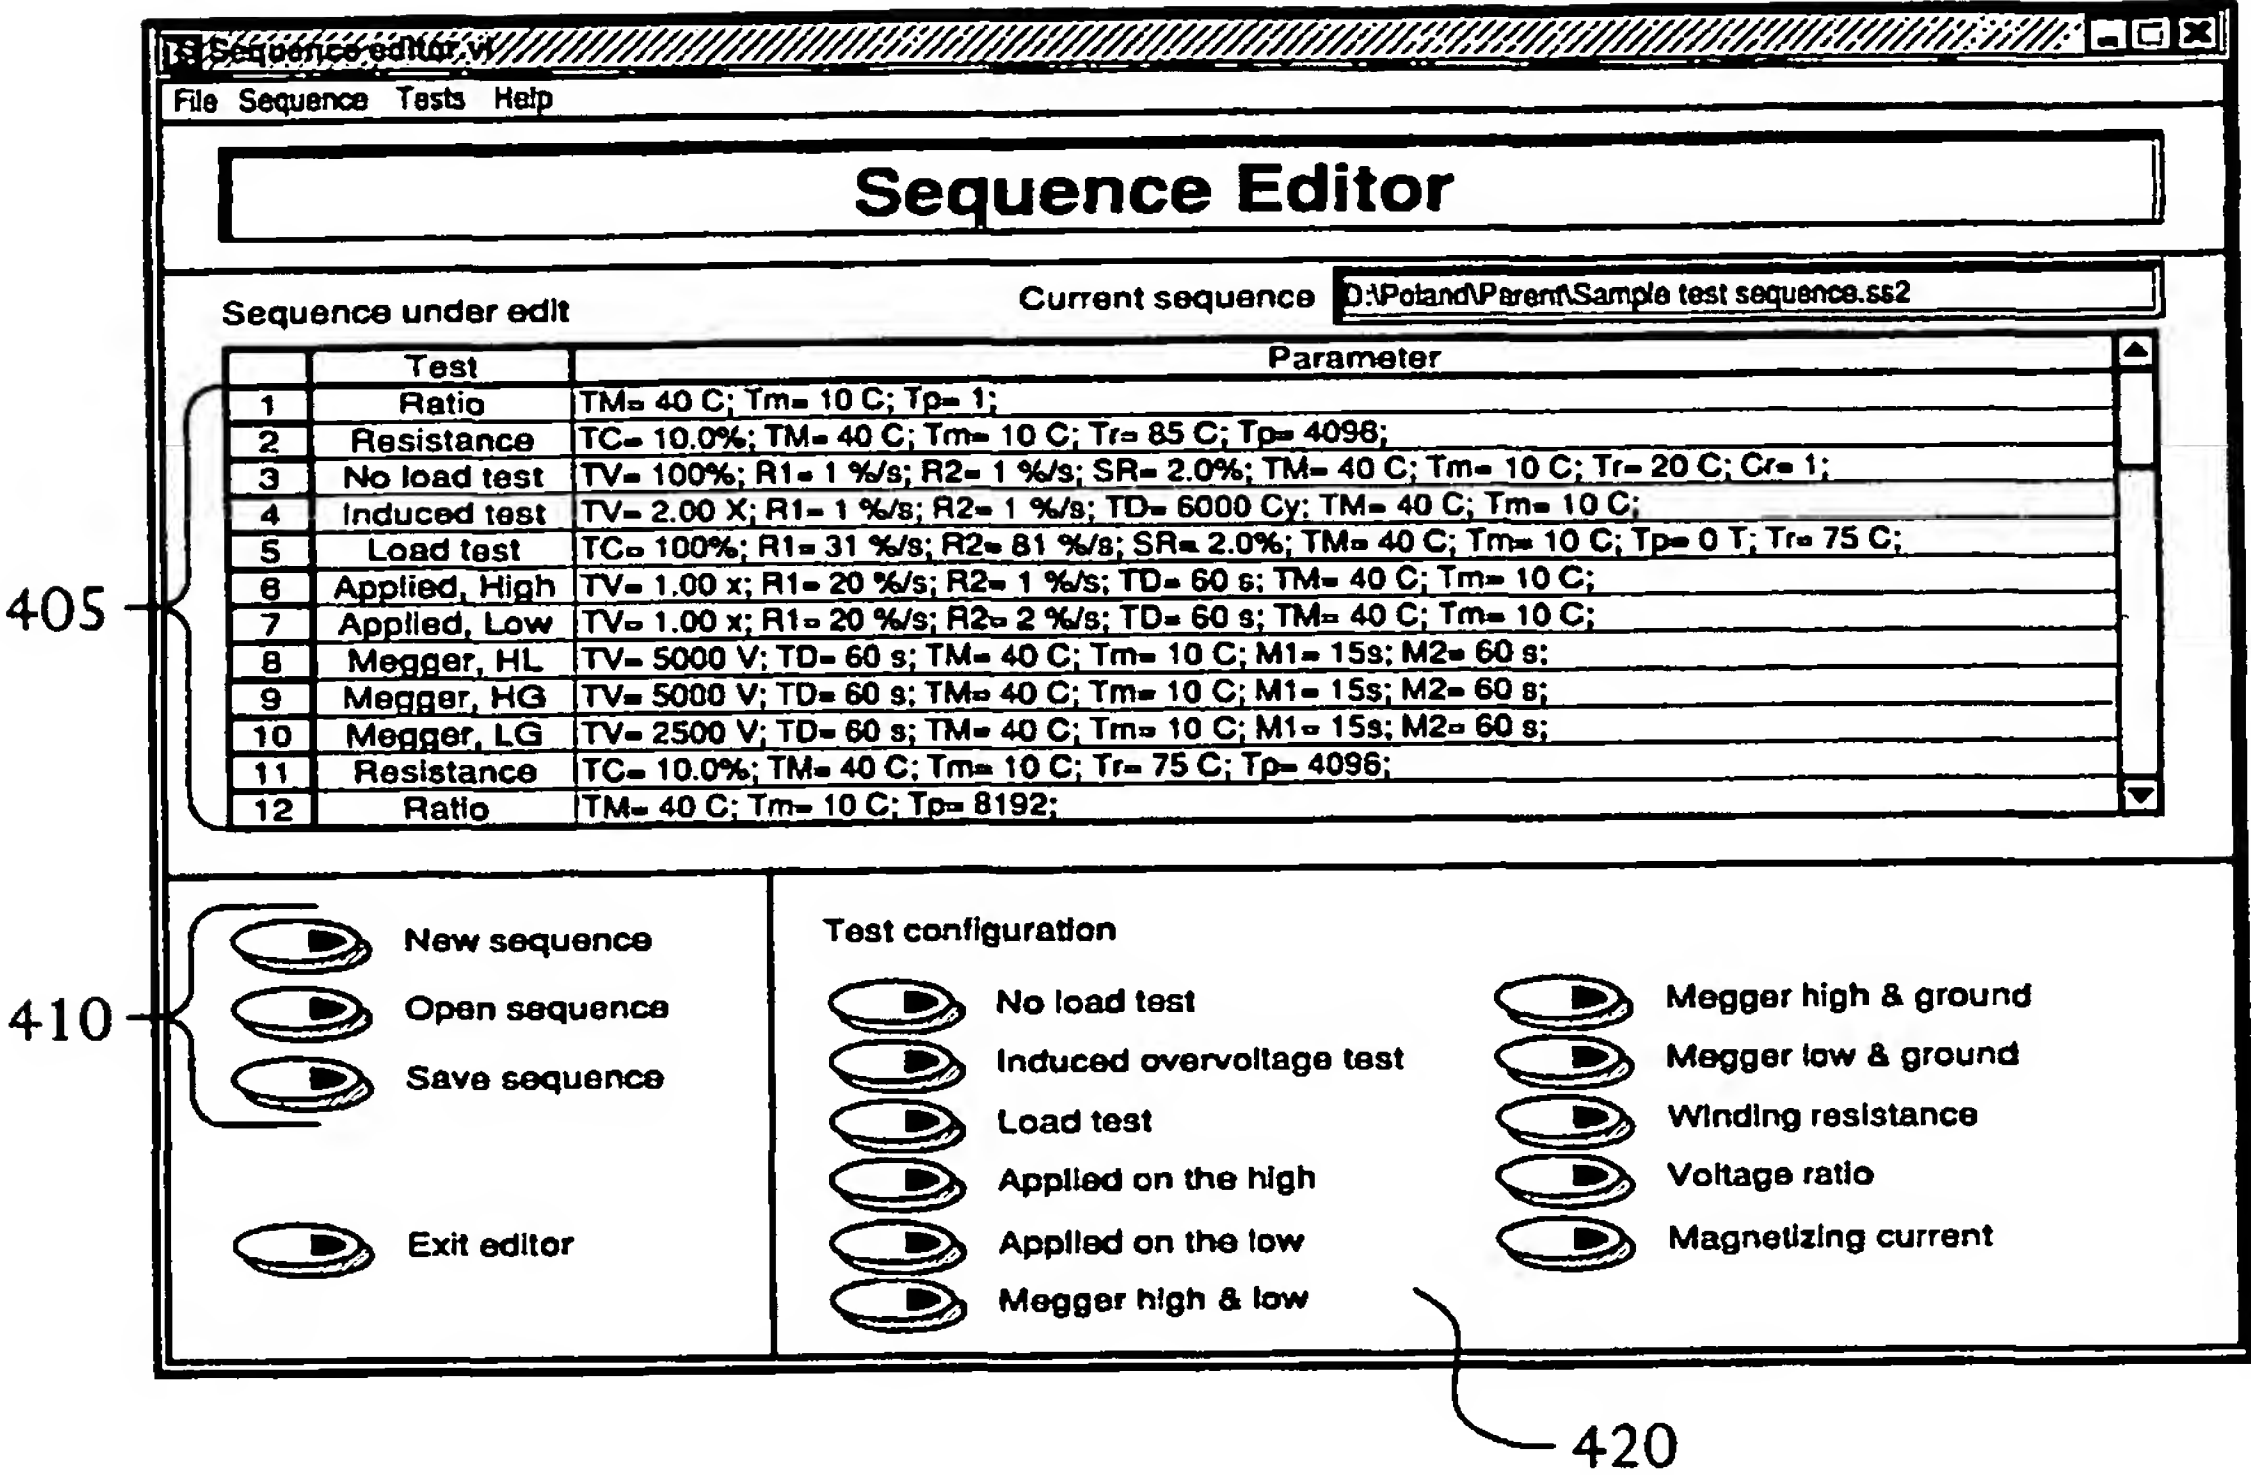 Sequence editor.vi
File Sequence Tests Help
Sequence Editor
Sequence under edit
Current sequence D:\Poland\Parent\Sample test sequence.ss2
Test Parameter
1 Ratio TM= 40 C; Tm= 10 C; Tp= 1;
2 Resistance TC= 10.0%; TM= 40 C; Tm= 10 C; Tr= 85 C; Tp= 4096;
3 No load test TV= 100%; R1= 1 %/s; R2= 1 %/s; SR= 2.0%; TM= 40 C; Tm= 10 C; Tr= 20 C; Cr= 1;
4 Induced test TV= 2.00 X; R1= 1 %/s; R2= 1 %/s; TD= 6000 Cy; TM= 40 C; Tm= 10 C;
5 Load test TC= 100%; R1= 31 %/s; R2= 81 %/s; SR= 2.0%; TM= 40 C; Tm= 10 C; Tp= 0 T; Tr= 75 C;
405
6 Applied, High TV= 1.00 x; R1= 20 %/s; R2= 1 %/s; TD= 60 s; TM= 40 C; Tm= 10 C;
7 Applied, Low TV= 1.00 x; R1= 20 %/s; R2= 2 %/s; TD= 60 s; TM= 40 C; Tm= 10 C;
8 Megger, HL TV= 5000 V; TD= 60 s; TM= 40 C; Tm= 10 C; M1= 15s; M2= 60 s;
9 Megger, HG TV= 5000 V; TD= 60 s; TM= 40 C; Tm= 10 C; M1= 15s; M2= 60 s;
10 Megger, LG TV= 2500 V; TD= 60 s; TM= 40 C; Tm= 10 C; M1= 15s; M2= 60 s;
11 Resistance TC= 10.0%; TM= 40 C; Tm= 10 C; Tr= 75 C; Tp= 4096;
12 Ratio TM= 40 C; Tm= 10 C; Tp= 8192;
410
New sequence
Open sequence
Save sequence
Exit editor
Test configuration
No load test
Induced overvoltage test
Load test
Applied on the high
Applied on the low
Megger high & low
Megger high & ground
Megger low & ground
Winding resistance
Voltage ratio
Magnetizing current
420